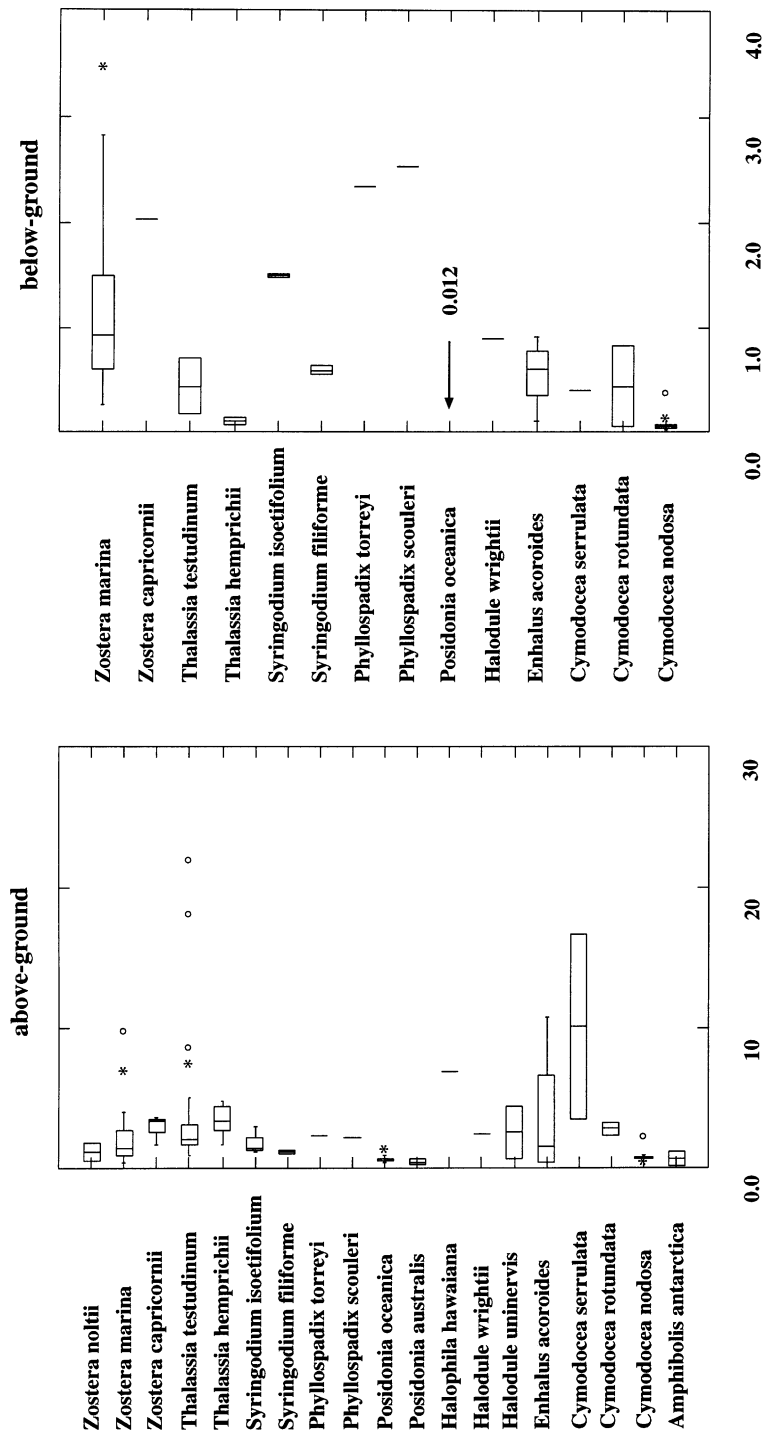 above-ground
Zostera noltii
Zostera marina
Zostera capricornii
Thalassia testudinum
Thalassia hemprichii
Syringodium isoetifolium
Syringodium filiforme
Phyllospadix torreyi
Phyllospadix scouleri
Posidonia oceanica
Posidonia australis
Halophila hawaiana
Halodule wrightii
Halodule uninervis
Enhalus acoroides
Cymodocea serrulata
Cymodocea rotundata
Cymodocea nodosa
Amphibolis antarctica
0.0 10 20 30
below-ground
Zostera marina
Zostera capricornii
Thalassia testudinum
Thalassia hemprichii
Syringodium isoetifolium
Syringodium filiforme
Phyllospadix torreyi
Phyllospadix scouleri
Posidonia oceanica
0.012
Halodule wrightii
Enhalus acoroides
Cymodocea serrulata
Cymodocea rotundata
Cymodocea nodosa
0.0 1.0 2.0 3.0 4.0